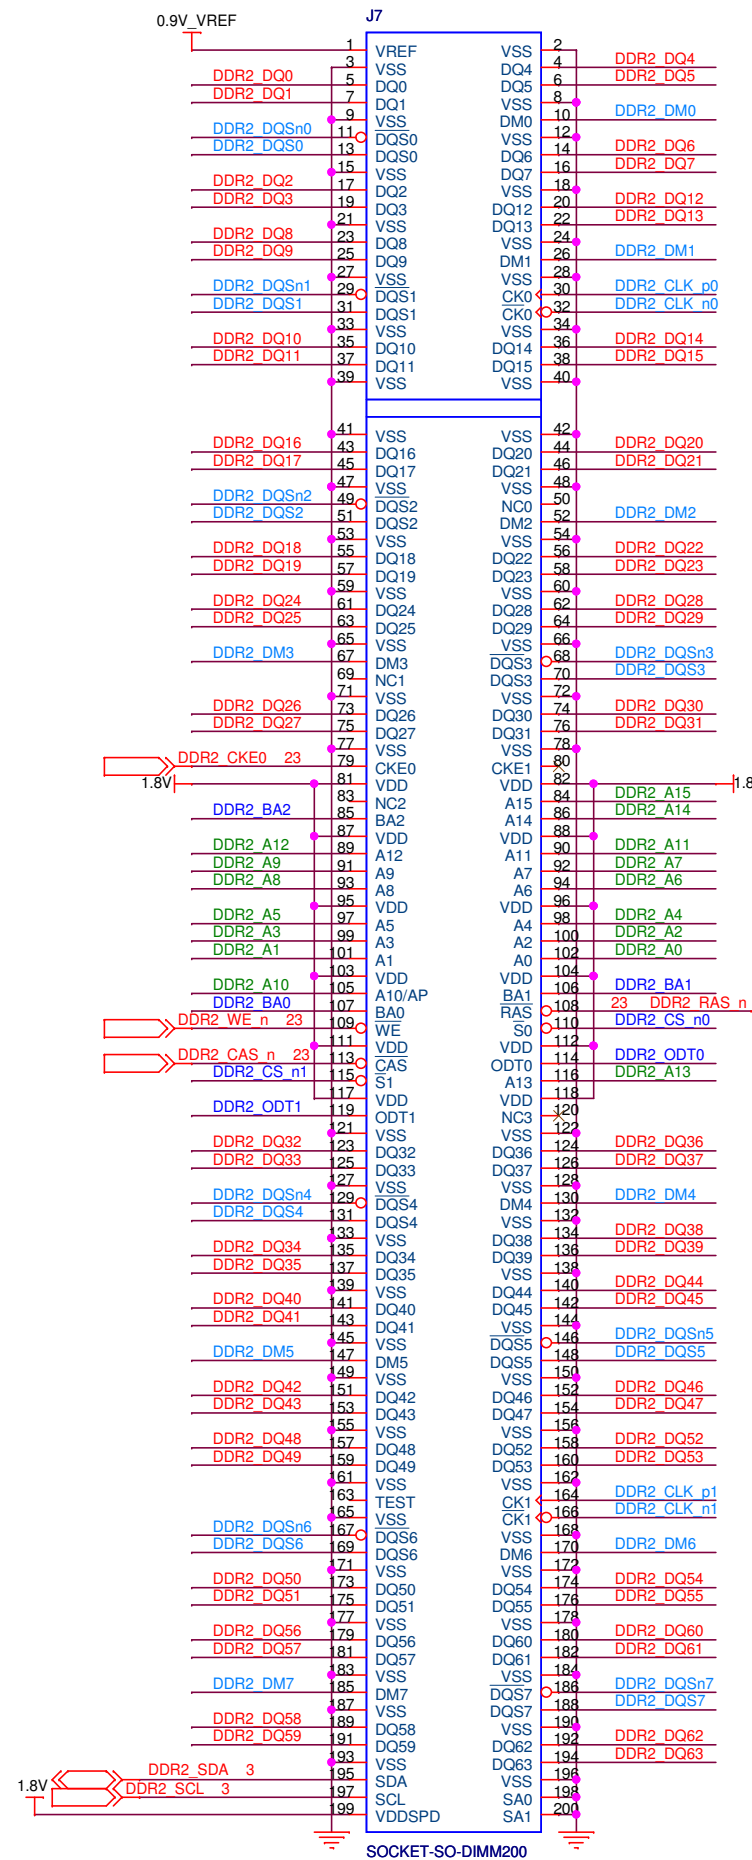 J7
0.9V_VREF
1 VREF VSS 2
3 VSS DQ4 4 DDR2_DQ4
DDR2_DQ0 5 DQ0 DQ5 6 DDR2_DQ5
DDR2_DQ1 7 DQ1 VSS 8
9 VSS DM0 10 DDR2_DM0
DDR2_DQSn0 11 DQS0 VSS 12
DDR2_DQS0 13 DQS0 DQ6 14 DDR2_DQ6
15 VSS DQ7 16 DDR2_DQ7
DDR2_DQ2 17 DQ2 VSS 18
DDR2_DQ3 19 DQ3 DQ12 20 DDR2_DQ12
21 VSS DQ13 22 DDR2_DQ13
DDR2_DQ8 23 DQ8 VSS 24
DDR2_DQ9 25 DQ9 DM1 26 DDR2_DM1
27 VSS VSS 28
DDR2_DQSn1 29 DQS1 CK0 30 DDR2_CLK_p0
DDR2_DQS1 31 DQS1 CK0 32 DDR2_CLK_n0
33 VSS VSS 34
DDR2_DQ10 35 DQ10 DQ14 36 DDR2_DQ14
DDR2_DQ11 37 DQ11 DQ15 38 DDR2_DQ15
39 VSS VSS 40
41 VSS VSS 42
DDR2_DQ16 43 DQ16 DQ20 44 DDR2_DQ20
DDR2_DQ17 45 DQ17 DQ21 46 DDR2_DQ21
47 VSS VSS 48
DDR2_DQSn2 49 DQS2 NC0 50
DDR2_DQS2 51 DQS2 DM2 52 DDR2_DM2
53 VSS VSS 54
DDR2_DQ18 55 DQ18 DQ22 56 DDR2_DQ22
DDR2_DQ19 57 DQ19 DQ23 58 DDR2_DQ23
59 VSS VSS 60
DDR2_DQ24 61 DQ24 DQ28 62 DDR2_DQ28
DDR2_DQ25 63 DQ25 DQ29 64 DDR2_DQ29
65 VSS VSS 66
DDR2_DM3 67 DM3 DQS3 68 DDR2_DQSn3
69 NC1 DQS3 70 DDR2_DQS3
71 VSS VSS 72
DDR2_DQ26 73 DQ26 DQ30 74 DDR2_DQ30
DDR2_DQ27 75 DQ27 DQ31 76 DDR2_DQ31
77 VSS VSS 78
DDR2_CKE0 23 79 CKE0 CKE1 80
1.8V 81 VDD VDD 82 1.8
83 NC2 A15 84 DDR2_A15
DDR2_BA2 85 BA2 A14 86 DDR2_A14
87 VDD VDD 88
DDR2_A12 89 A12 A11 90 DDR2_A11
DDR2_A9 91 A9 A7 92 DDR2_A7
DDR2_A8 93 A8 A6 94 DDR2_A6
95 VDD VDD 96
DDR2_A5 97 A5 A4 98 DDR2_A4
DDR2_A3 99 A3 A2 100 DDR2_A2
DDR2_A1 101 A1 A0 102 DDR2_A0
103 VDD VDD 104
DDR2_A10 105 A10/AP BA1 106 DDR2_BA1
DDR2_BA0 107 BA0 RAS 108 23 DDR2_RAS_n
DDR2_WE_n 23 109 WE S0 110 DDR2_CS_n0
111 VDD VDD 112
DDR2_CAS_n 23 113 CAS ODT0 114 DDR2_ODT0
DDR2_CS_n1 115 S1 A13 116 DDR2_A13
117 VDD VDD 118
DDR2_ODT1 119 ODT1 NC3 120
121 VSS VSS 122
DDR2_DQ32 123 DQ32 DQ36 124 DDR2_DQ36
DDR2_DQ33 125 DQ33 DQ37 126 DDR2_DQ37
127 VSS VSS 128
DDR2_DQSn4 129 DQS4 DM4 130 DDR2_DM4
DDR2_DQS4 131 DQS4 VSS 132
133 VSS DQ38 134 DDR2_DQ38
DDR2_DQ34 135 DQ34 DQ39 136 DDR2_DQ39
DDR2_DQ35 137 DQ35 VSS 138
139 VSS DQ44 140 DDR2_DQ44
DDR2_DQ40 141 DQ40 DQ45 142 DDR2_DQ45
DDR2_DQ41 143 DQ41 VSS 144
145 VSS DQS5 146 DDR2_DQSn5
DDR2_DM5 147 DM5 DQS5 148 DDR2_DQS5
149 VSS VSS 150
DDR2_DQ42 151 DQ42 DQ46 152 DDR2_DQ46
DDR2_DQ43 153 DQ43 DQ47 154 DDR2_DQ47
155 VSS VSS 156
DDR2_DQ48 157 DQ48 DQ52 158 DDR2_DQ52
DDR2_DQ49 159 DQ49 DQ53 160 DDR2_DQ53
161 VSS VSS 162
163 TEST CK1 164 DDR2_CLK_p1
165 VSS CK1 166 DDR2_CLK_n1
DDR2_DQSn6 167 DQS6 VSS 168
DDR2_DQS6 169 DQS6 DM6 170 DDR2_DM6
171 VSS VSS 172
DDR2_DQ50 173 DQ50 DQ54 174 DDR2_DQ54
DDR2_DQ51 175 DQ51 DQ55 176 DDR2_DQ55
177 VSS VSS 178
DDR2_DQ56 179 DQ56 DQ60 180 DDR2_DQ60
DDR2_DQ57 181 DQ57 DQ61 182 DDR2_DQ61
183 VSS VSS 184
DDR2_DM7 185 DM7 DQS7 186 DDR2_DQSn7
187 VSS DQS7 188 DDR2_DQS7
DDR2_DQ58 189 DQ58 VSS 190
DDR2_DQ59 191 DQ59 DQ62 192 DDR2_DQ62
193 VSS DQ63 194 DDR2_DQ63
DDR2_SDA 3 195 SDA VSS 196
1.8V DDR2_SCL 3 197 SCL SA0 198
199 VDDSPD SA1 200
SOCKET-SO-DIMM200